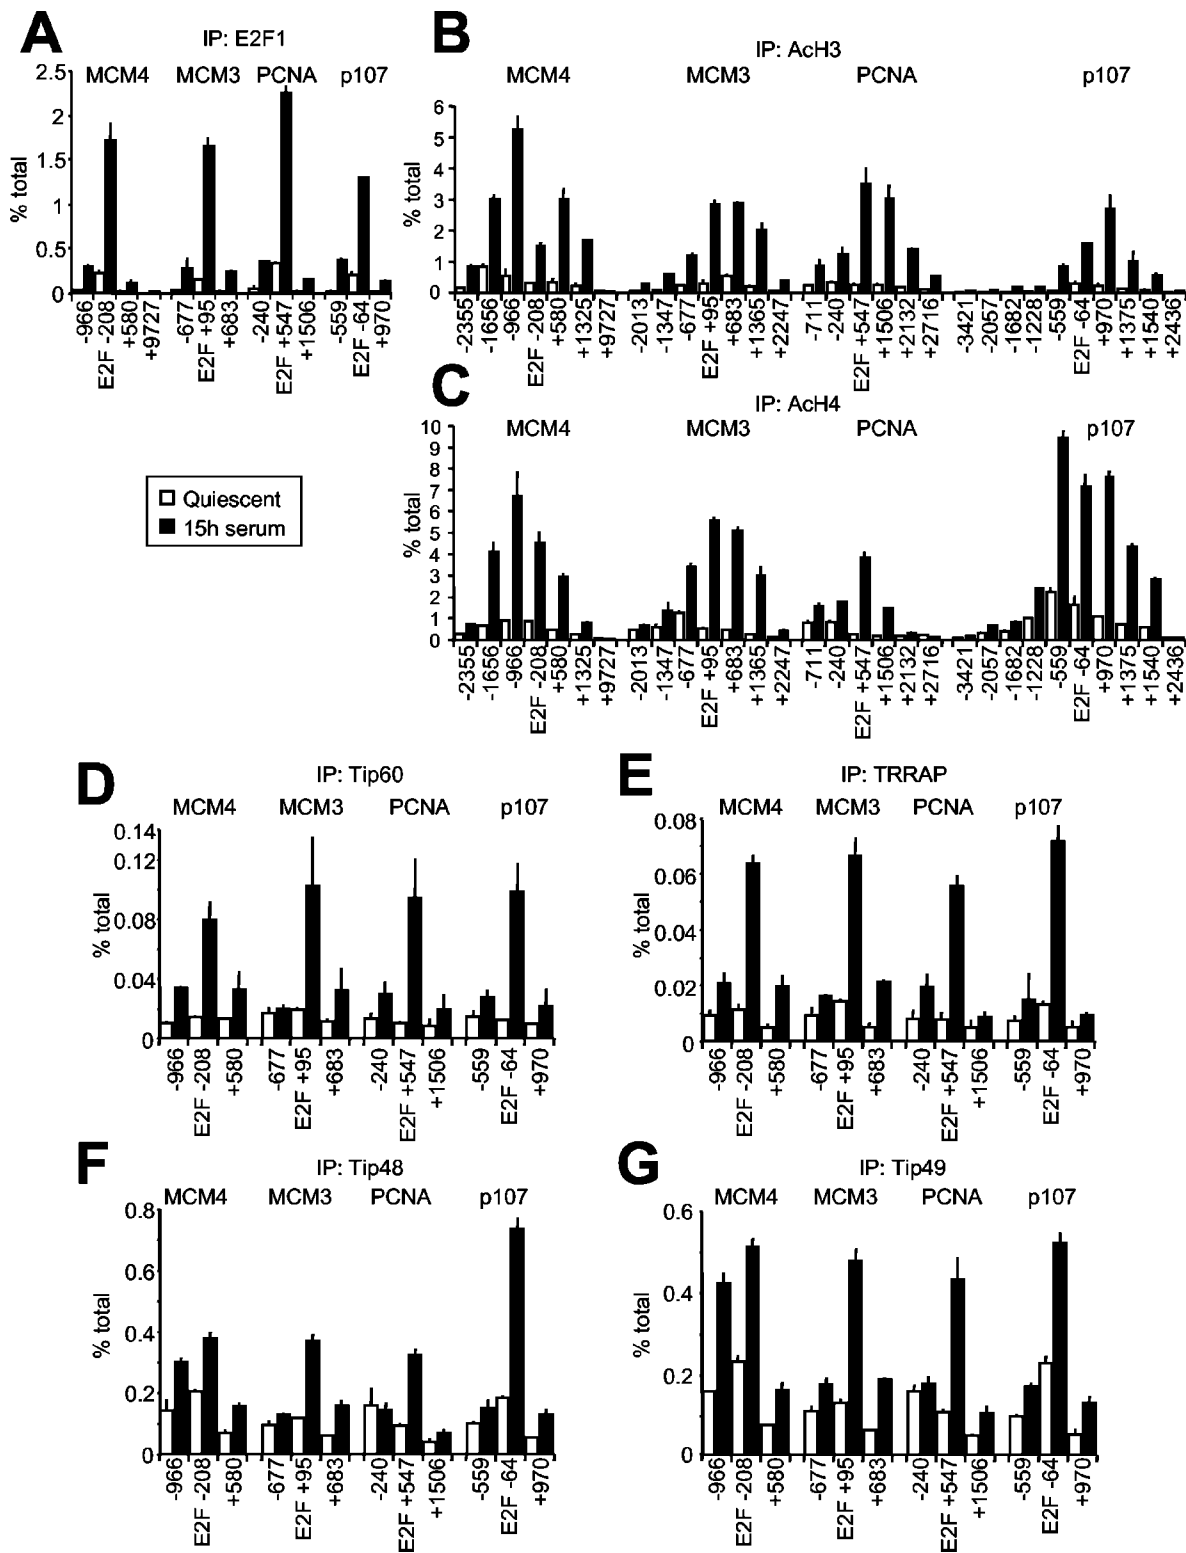 A
IP: E2F1
MCM4 MCM3 PCNA p107
2.5
2
1.5
1
0.5
0
% total
-966 E2F -208 +580 +9727 -677 E2F +95 +683 -240 E2F +547 +1506 -559 E2F -64 +970
B
IP: AcH3
MCM4 MCM3 PCNA p107
6
5
4
3
2
1
0
% total
-2355 -1656 -966 E2F -208 +580 +1325 +9727 -2013 -1347 -677 E2F +95 +683 +1365 +2247 -711 -240 E2F +547 +1506 +2132 +2716 -3421 -2057 -1682 -1228 -559 E2F -64 +970 +1375 +1540 +2436
C
IP: AcH4
MCM4 MCM3 PCNA p107
10
9
8
7
6
5
4
3
2
1
0
% total
-2355 -1656 -966 E2F -208 +580 +1325 +9727 -2013 -1347 -677 E2F +95 +683 +1365 +2247 -711 -240 E2F +547 +1506 +2132 +2716 -3421 -2057 -1682 -1228 -559 E2F -64 +970 +1375 +1540 +2436
Quiescent
15h serum
D
IP: Tip60
MCM4 MCM3 PCNA p107
0.14
0.12
0.08
0.04
0
% total
-966 E2F -208 +580 -677 E2F +95 +683 -240 E2F +547 +1506 -559 E2F -64 +970
E
IP: TRRAP
MCM4 MCM3 PCNA p107
0.08
0.06
0.04
0.02
0
% total
-966 E2F -208 +580 -677 E2F +95 +683 -240 E2F +547 +1506 -559 E2F -64 +970
F
IP: Tip48
MCM4 MCM3 PCNA p107
0.8
0.6
0.4
0.2
0
% total
-966 E2F -208 +580 -677 E2F +95 +683 -240 E2F +547 +1506 -559 E2F -64 +970
G
IP: Tip49
MCM4 MCM3 PCNA p107
0.6
0.4
0.2
0
% total
-966 E2F -208 +580 -677 E2F +95 +683 -240 E2F +547 +1506 -559 E2F -64 +970